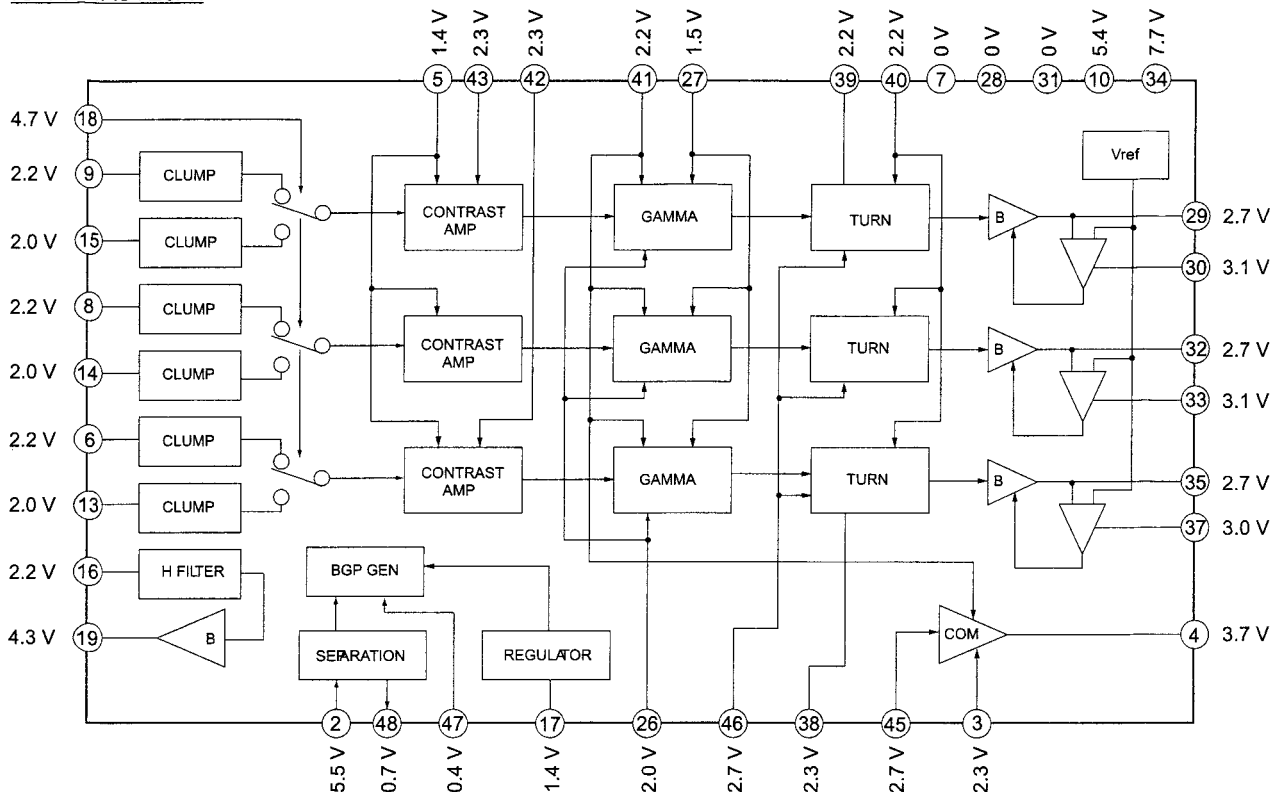 1.4 V
2.3 V
2.3 V
2.2 V
1.5 V
2.2 V
2.2 V
0 V
0 V
0 V
5.4 V
7.7 V
5
43
42
41
27
39
40
7
28
31
10
34
4.7 V
18
2.2 V
9
CLUMP
2.0 V
15
CLUMP
2.2 V
8
CLUMP
2.0 V
14
CLUMP
2.2 V
6
CLUMP
2.0 V
13
CLUMP
2.2 V
16
H FILTER
4.3 V
19
B
CONTRAST
AMP
GAMMA
TURN
B
Vref
29
2.7 V
30
3.1 V
CONTRAST
AMP
GAMMA
TURN
B
32
2.7 V
33
3.1 V
CONTRAST
AMP
GAMMA
TURN
B
35
2.7 V
37
3.0 V
BGP GEN
SEPARATION
REGULATOR
COM
4
3.7 V
2
48
47
17
26
46
38
45
3
5.5 V
0.7 V
0.4 V
1.4 V
2.0 V
2.7 V
2.3 V
2.7 V
2.3 V